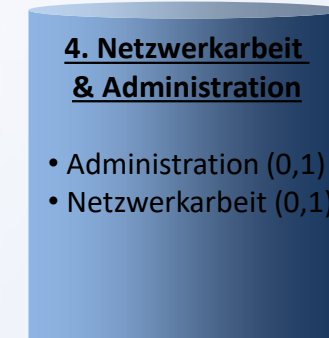 4. Netzwerkarbeit
& Administration
• Administration (0,1)
• Netzwerkarbeit (0,1)